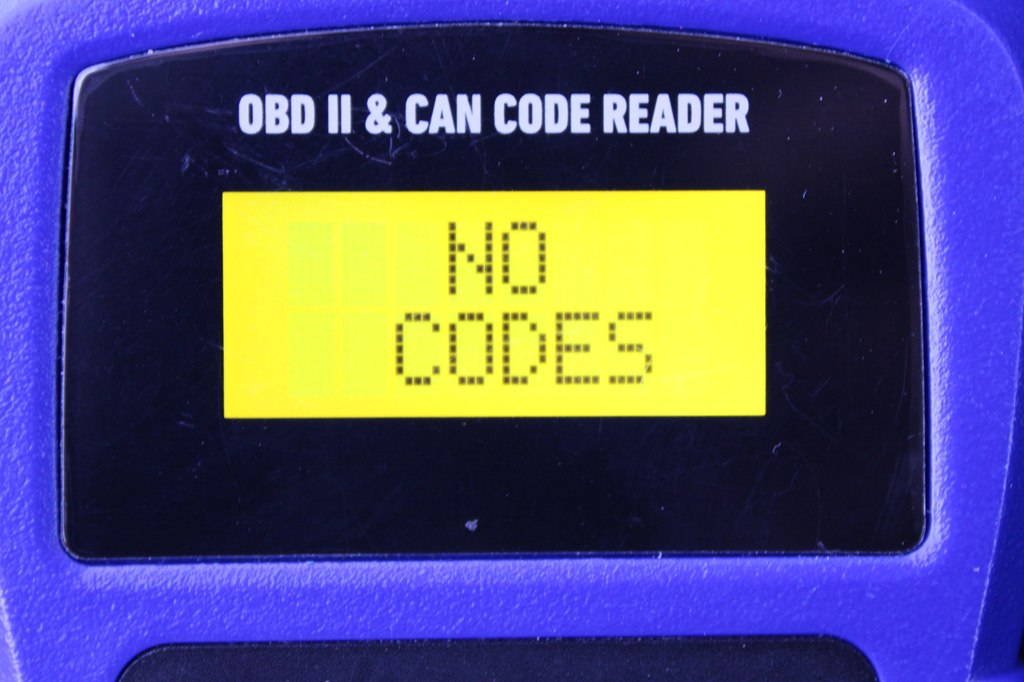 OBD II & CAN CODE READER
NO
CODES